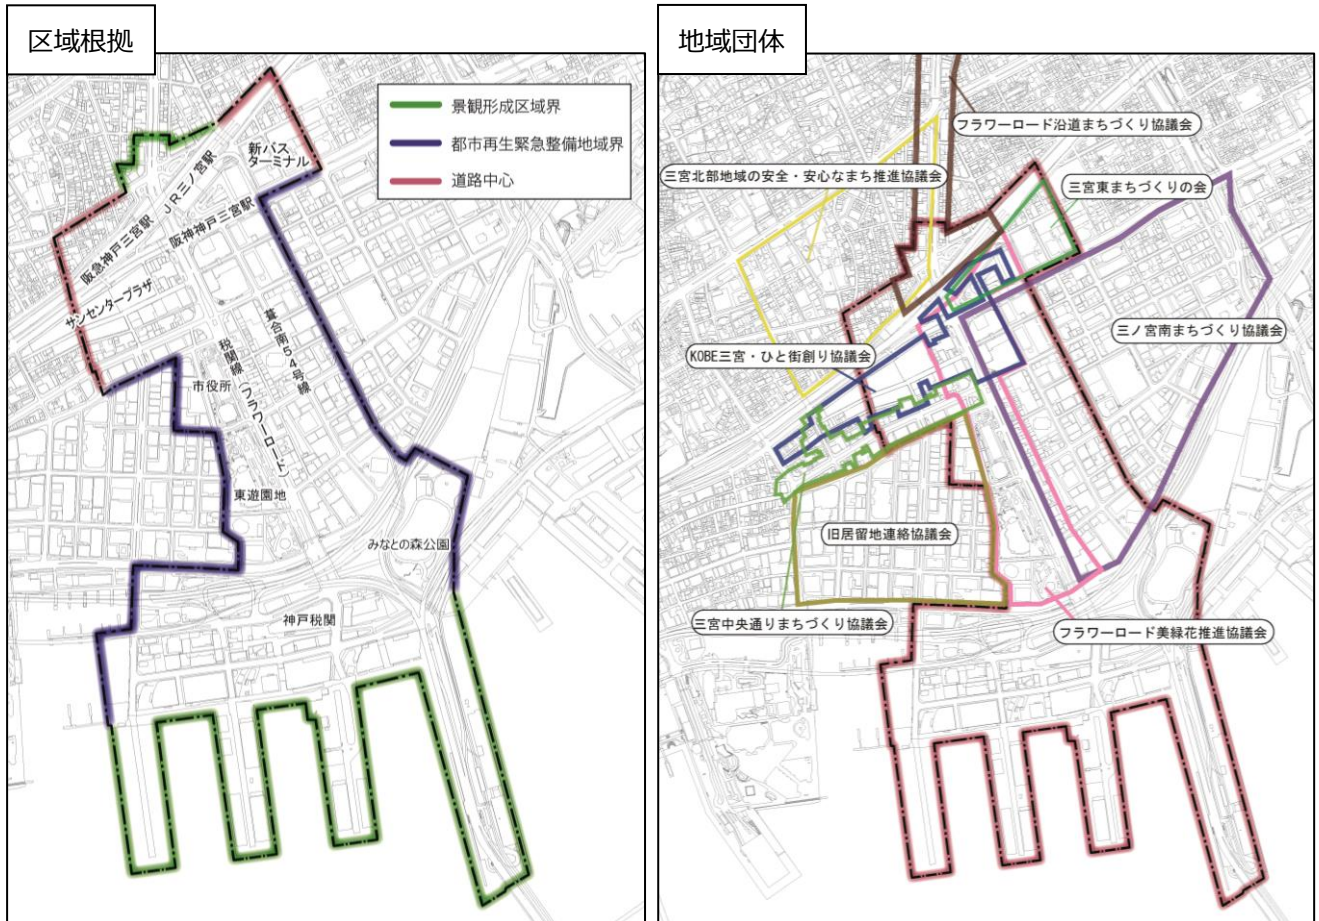 区域根拠
景観形成区域界
都市再生緊急整備地域界
道路中心
新バス
ターミナル
JR三ノ宮駅
阪急神戸三宮駅
阪神神戸三宮駅
サンセンタープラザ
葺合南54号線
税関線(フラワーロード)
市役所
東遊園地
みなとの森公園
神戸税関
地域団体
フラワーロード沿道まちづくり協議会
三宮北部地域の安全・安心なまち推進協議会
三宮東まちづくりの会
三ノ宮南まちづくり協議会
KOBE三宮・ひと街創り協議会
旧居留地連絡協議会
三宮中央通りまちづくり協議会
フラワーロード美緑花推進協議会